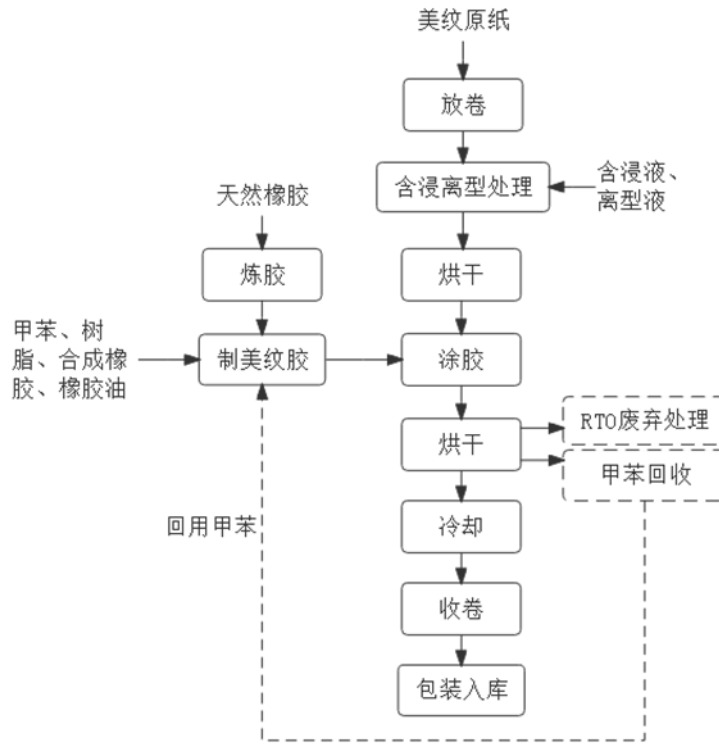 美纹原纸
放卷
含浸离型处理
含浸液、
离型液
天然橡胶
炼胶
烘干
甲苯、树
脂、合成橡
胶、橡胶油
制美纹胶
涂胶
烘干
RTO废弃处理
甲苯回收
回用甲苯
冷却
收卷
包装入库